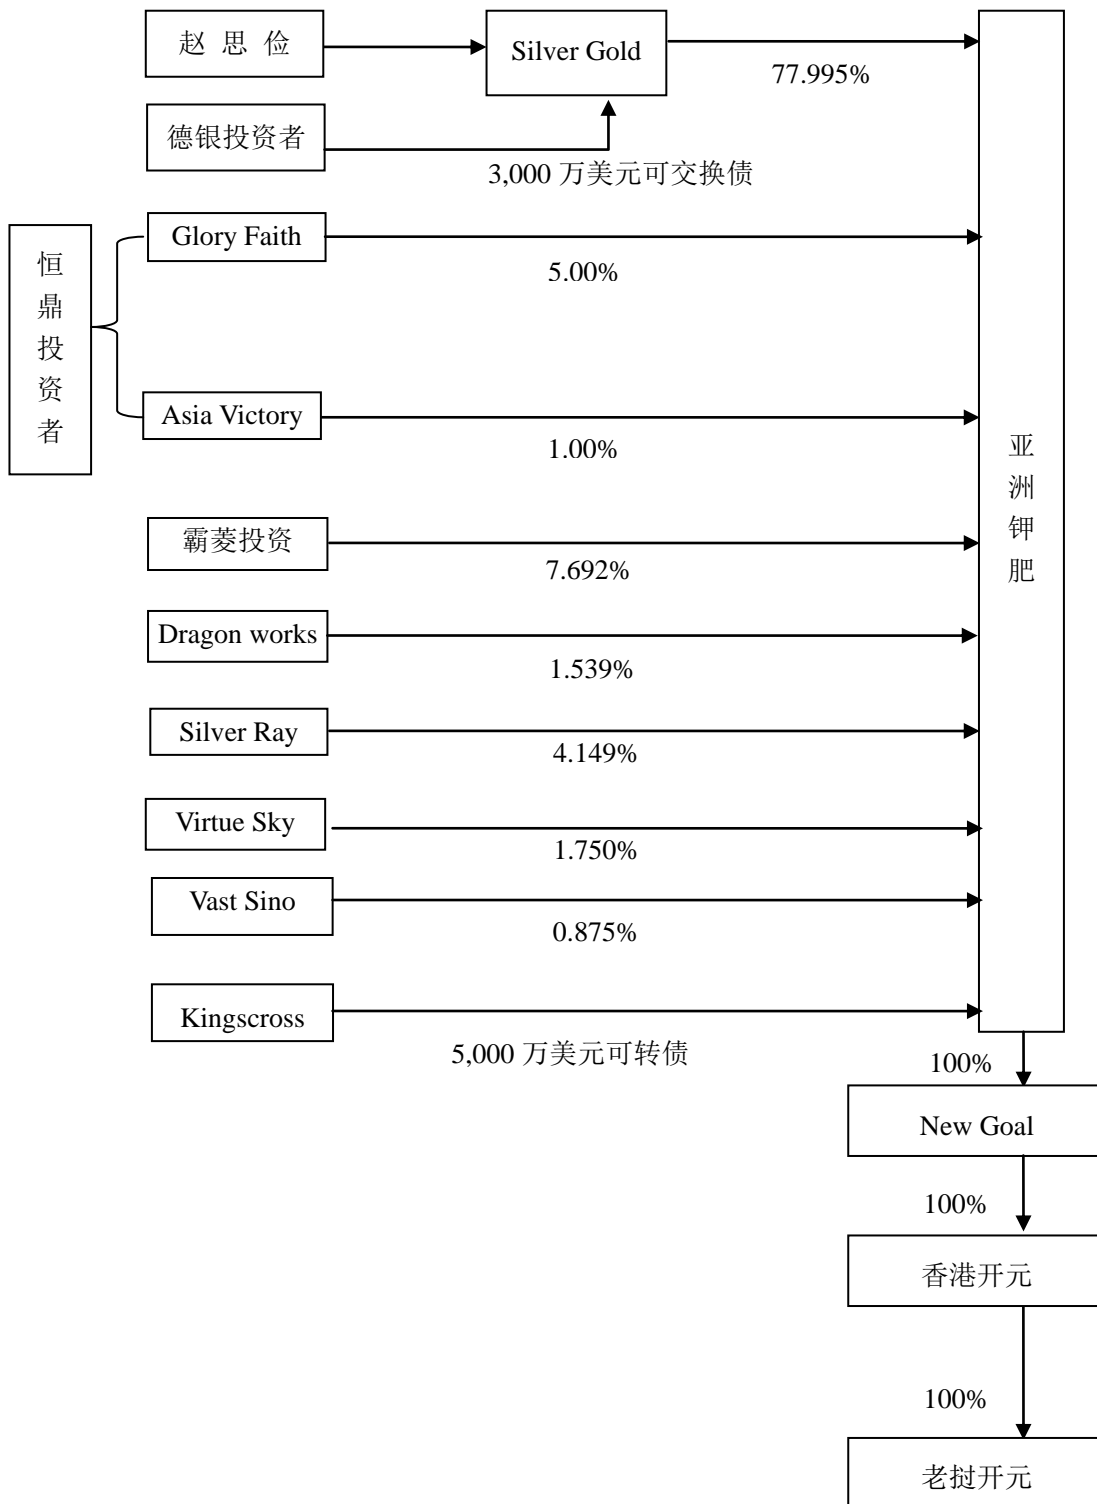 赵 思 俭
Silver Gold
77.995%
德银投资者
3,000 万美元可交换债
Glory Faith
5.00%
恒
鼎
投
资
者
Asia Victory
1.00%
亚
洲
钾
肥
霸菱投资
7.692%
Dragon works
1.539%
Silver Ray
4.149%
Virtue Sky
1.750%
Vast Sino
0.875%
Kingscross
5,000 万美元可转债
100%
New Goal
100%
香港开元
100%
老挝开元